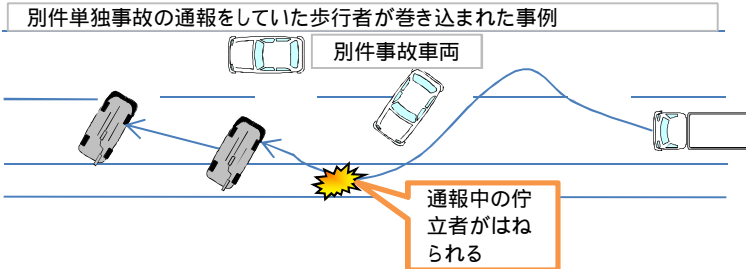 別件単独事故の通報をしていた歩行者が巻き込まれた事例
別件事故車両
通報中の佇
立者がはね
られる